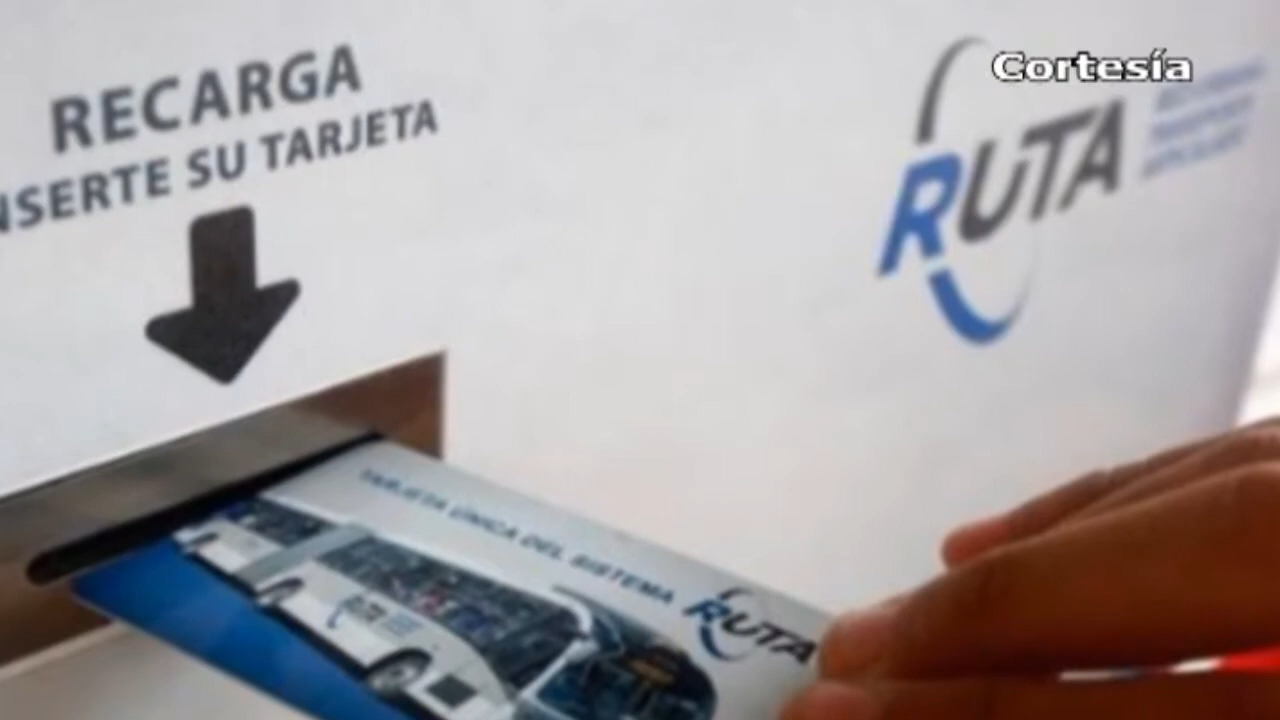 RECARGA
NSERTE SU TARJETA
Cortesía
RUTA
TARJETA ÚNICA DEL SISTEMA
RUTA